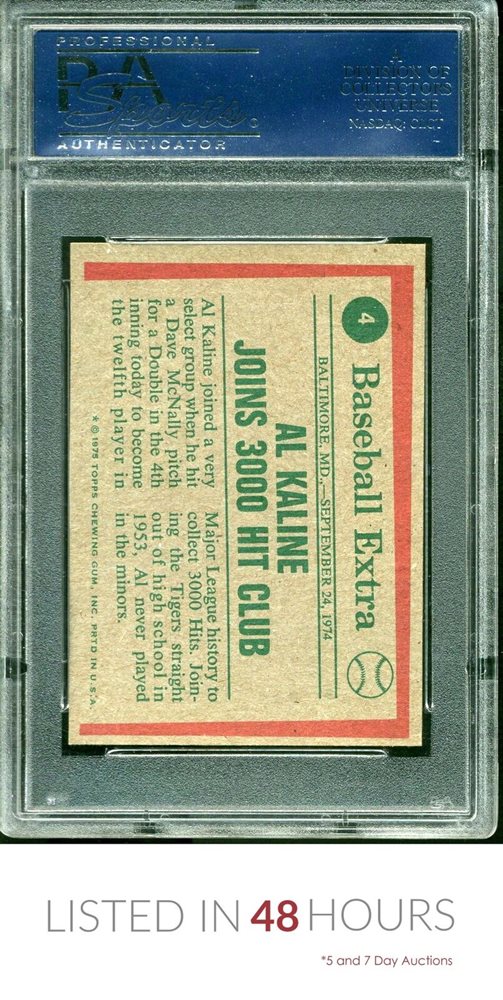 PROFESSIONAL
PSA
Sports
AUTHENTICATOR
A
DIVISION OF
COLLECTORS
UNIVERSE
NASDAQ: CLCT
4
Baseball Extra
BALTIMORE, MD., SEPTEMBER 24, 1974
AL KALINE
JOINS 3000 HIT CLUB
Al Kaline joined a very
select group when he hit
a Dave McNally pitch
for a Double in the 4th
inning today to become
the twelfth player in
Major League history to
collect 3000 Hits. Join-
ing the Tigers straight
out of high school in
1953, Al never played
in the minors.
★ © 1975 TOPPS CHEWING GUM, INC. PRTD IN U.S.A.
LISTED IN 48 HOURS
*5 and 7 Day Auctions